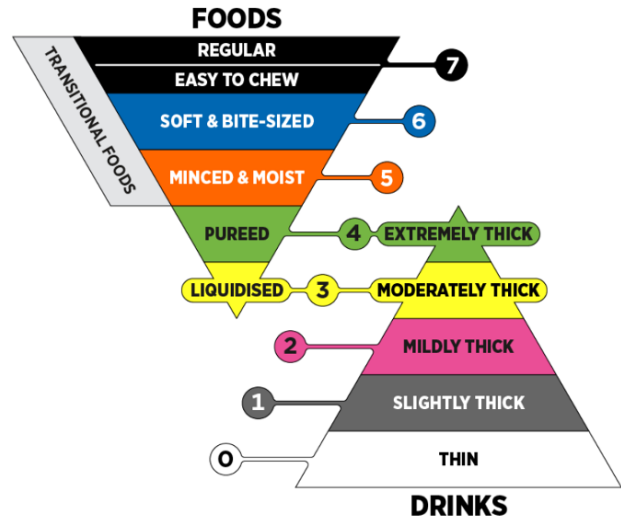 FOODS
TRANSITIONAL FOODS
REGULAR
EASY TO CHEW
7
SOFT & BITE-SIZED
6
MINCED & MOIST
5
PUREED
4
EXTREMELY THICK
LIQUIDISED
3
MODERATELY THICK
2
MILDLY THICK
1
SLIGHTLY THICK
0
THIN
DRINKS